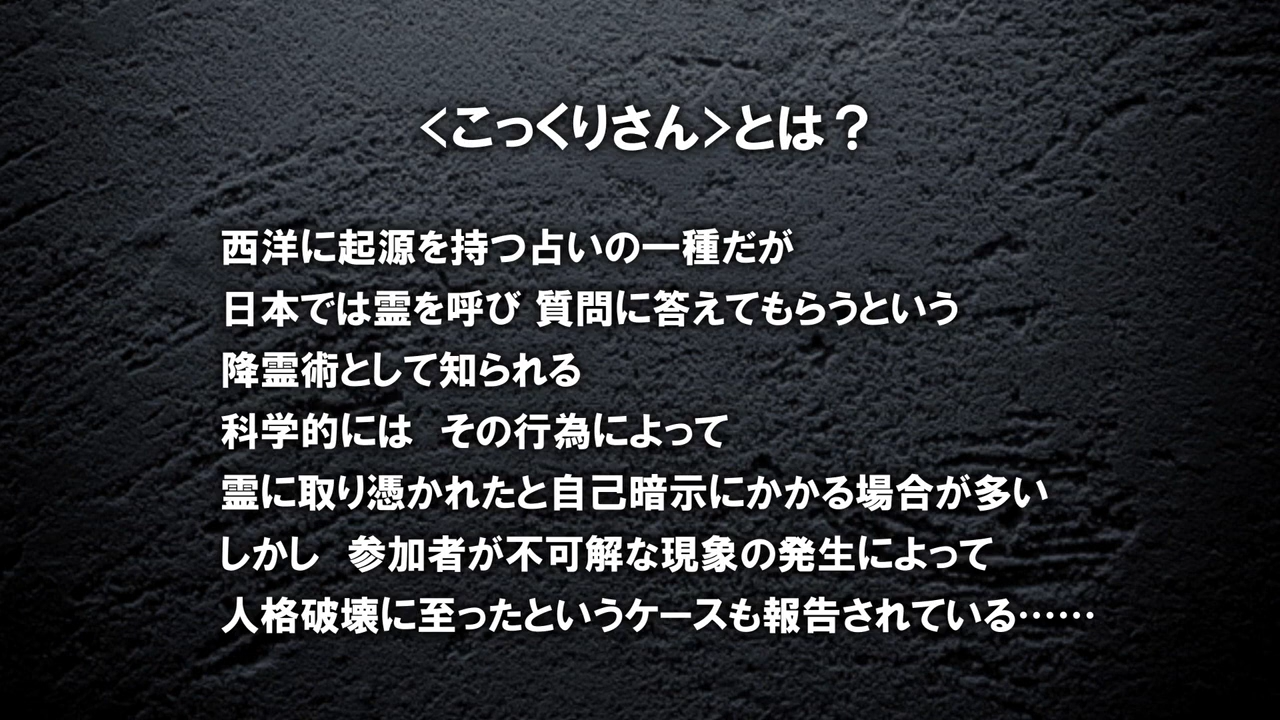 <こっくりさん>とは？
西洋に起源を持つ占いの一種だが
日本では霊を呼び 質問に答えてもらうという
降霊術として知られる
科学的には　その行為によって
霊に取り憑かれたと自己暗示にかかる場合が多い
しかし　参加者が不可解な現象の発生によって
人格破壊に至ったというケースも報告されている……